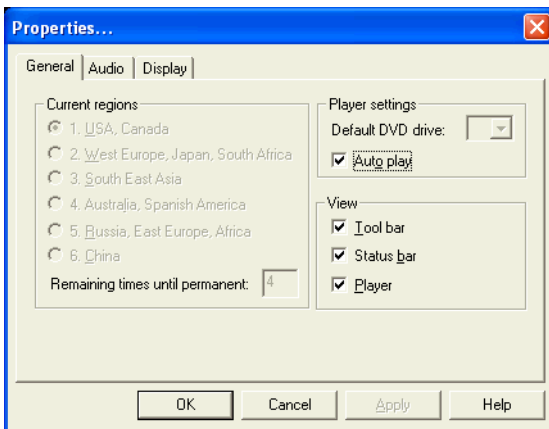 Properties...
General
Audio
Display
Current regions
1. USA, Canada
2. West Europe, Japan, South Africa
3. South East Asia
4. Australia, Spanish America
5. Russia, East Europe, Africa
6. China
Remaining times until permanent: 4
Player settings
Default DVD drive:
Auto play
View
Tool bar
Status bar
Player
OK
Cancel
Apply
Help